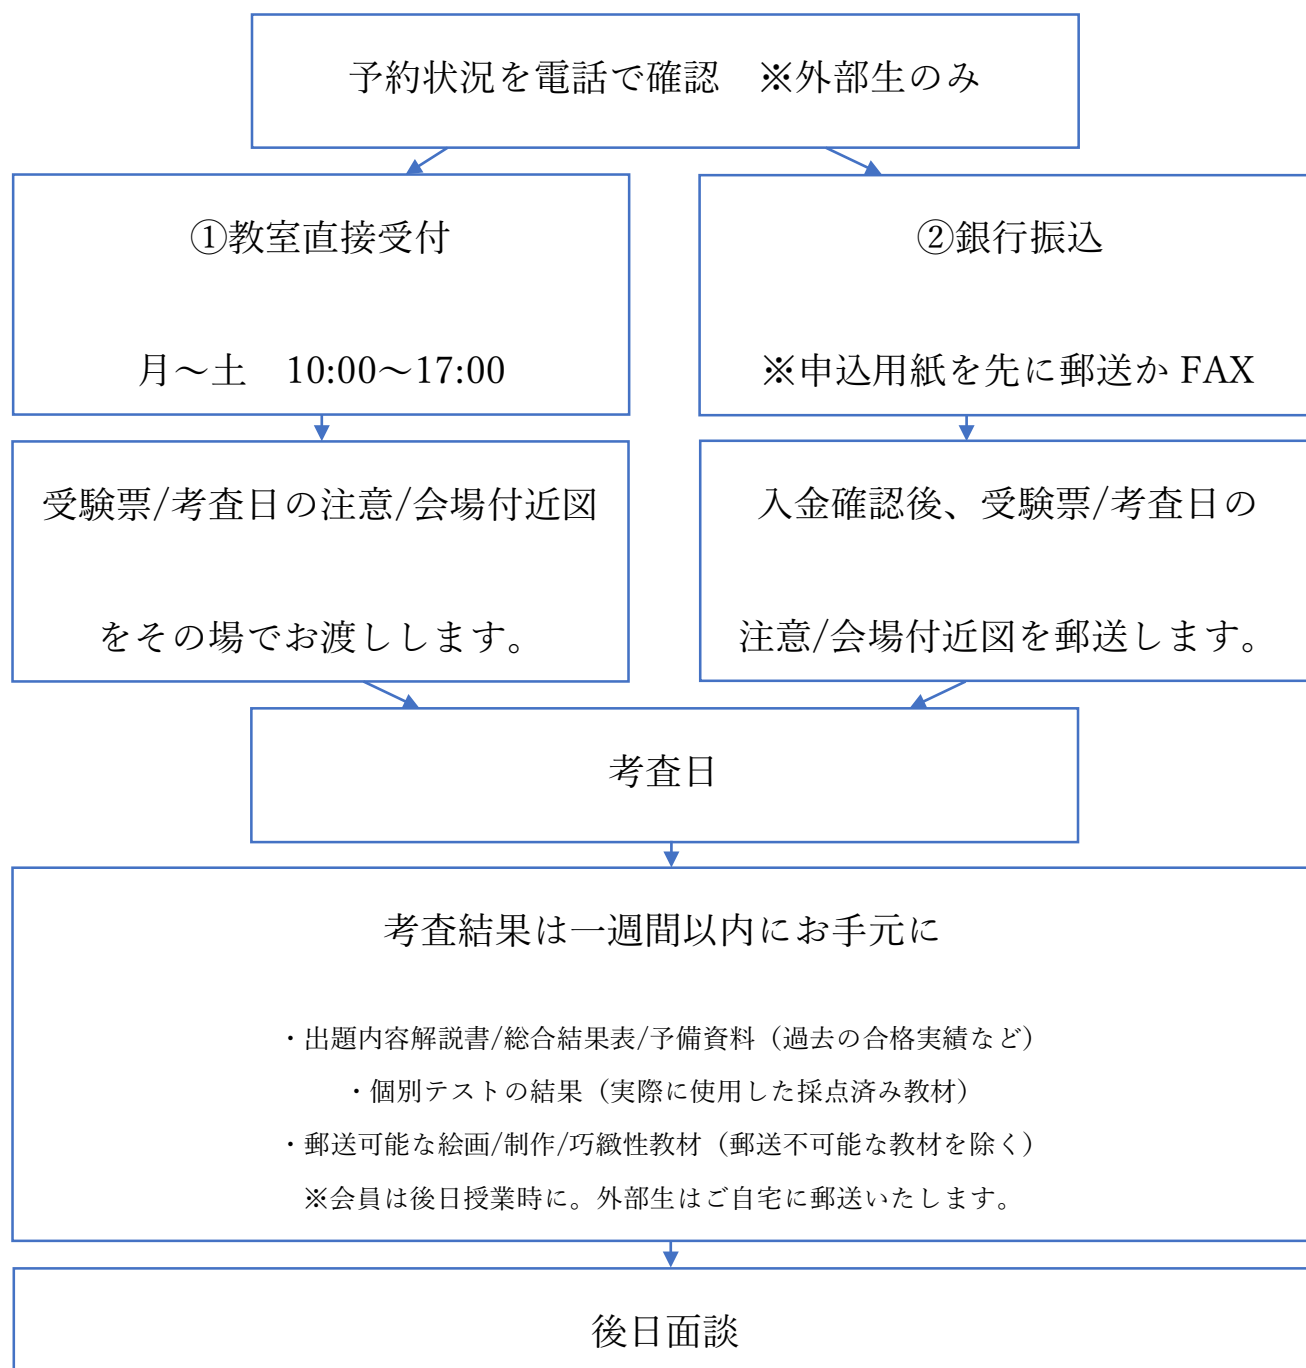 予約状況を電話で確認　※外部生のみ
①教室直接受付
月～土　10:00～17:00
②銀行振込
※申込用紙を先に郵送か FAX
受験票/考査日の注意/会場付近図
をその場でお渡しします。
入金確認後、受験票/考査日の
注意/会場付近図を郵送します。
考査日
考査結果は一週間以内にお手元に
・出題内容解説書/総合結果表/予備資料（過去の合格実績など）
・個別テストの結果（実際に使用した採点済み教材）
・郵送可能な絵画/制作/巧緻性教材（郵送不可能な教材を除く）
※会員は後日授業時に。外部生はご自宅に郵送いたします。
後日面談